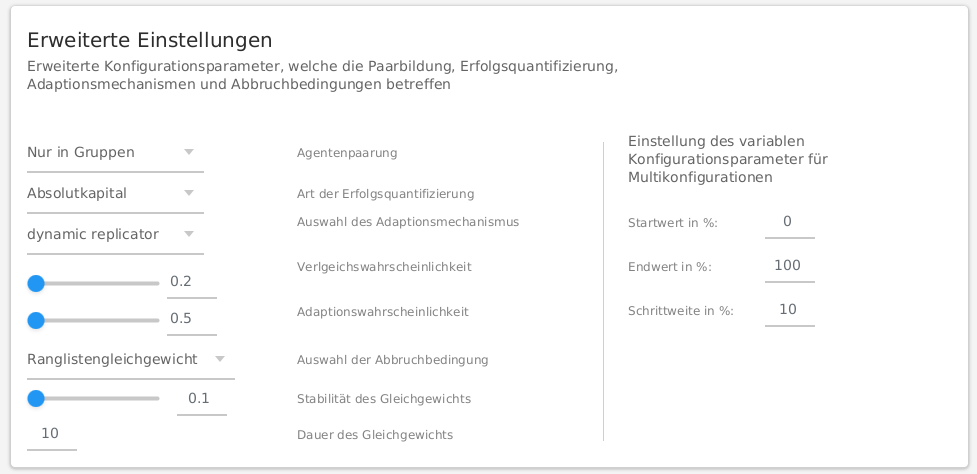 Erweiterte Einstellungen
Erweiterte Konfigurationsparameter, welche die Paarbildung, Erfolgsquantifizierung,
Adaptionsmechanismen und Abbruchbedingungen betreffen
Nur in Gruppen
Agentenpaarung
Absolutkapital
Art der Erfolgsquantifizierung
dynamic replicator
Auswahl des Adaptionsmechanismus
0.2
Verlgeichswahrscheinlichkeit
0.5
Adaptionswahrscheinlichkeit
Ranglistengleichgewicht
Auswahl der Abbruchbedingung
0.1
Stabilität des Gleichgewichts
10
Dauer des Gleichgewichts
Einstellung des variablen
Konfigurationsparameter für
Multikonfigurationen
Startwert in %: 0
Endwert in %: 100
Schrittweite in %: 10